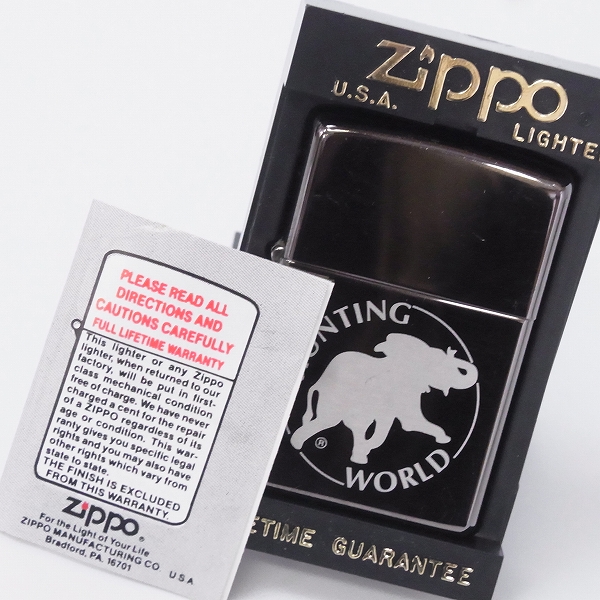 Zippo
U.S.A.
LIGHTE
UNTING
®
WORLD
ETIME GUARANTEE
PLEASE READ ALL
DIRECTIONS AND
CAUTIONS CAREFULLY
FULL LIFETIME WARRANTY
This lighter or any Zippo
lighter, when returned to our
factory, will be put in first-
class mechanical condition
free of charge. We have never
charged a cent for the repair
of a ZIPPO regardless of its
age or condition. This war-
ranty gives you specific legal
rights and you may also have
other rights which vary from
state to state.
THE FINISH IS EXCLUDED
FROM THIS WARRANTY.
Zippo®
For the Light of Your Life
ZIPPO MANUFACTURING CO
Bradford, PA. 16701
USA